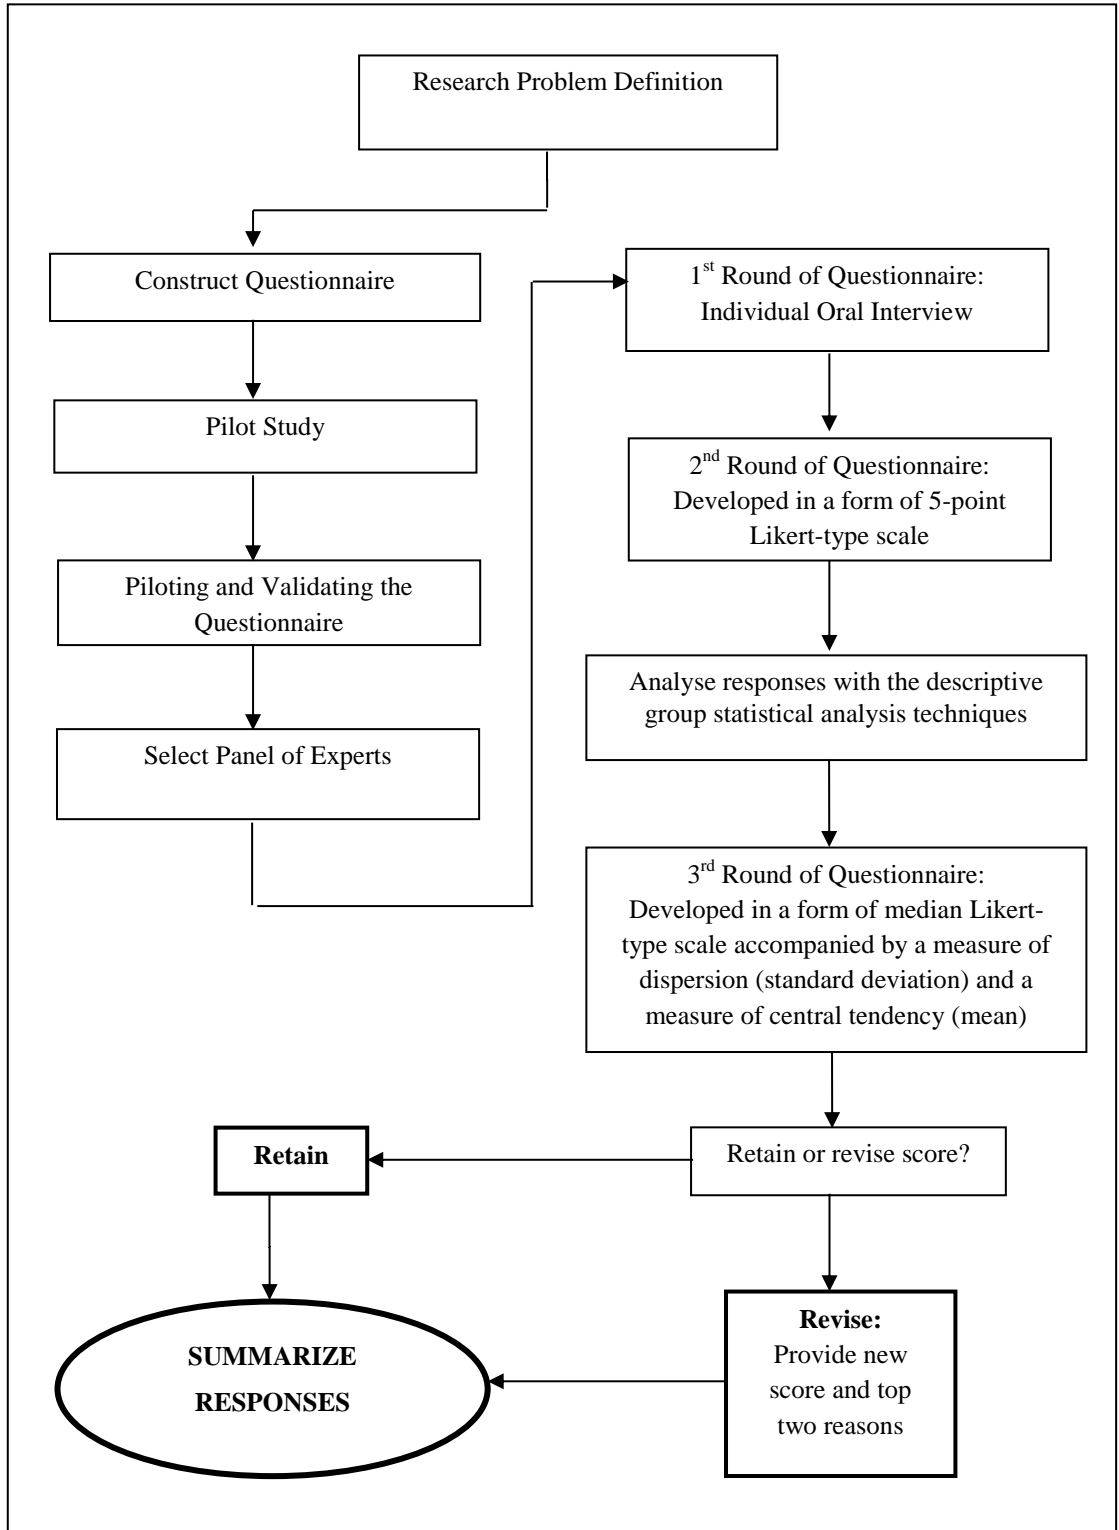 Research Problem Definition
Construct Questionnaire
Pilot Study
Piloting and Validating the
Questionnaire
Select Panel of Experts
1st Round of Questionnaire:
Individual Oral Interview
2nd Round of Questionnaire:
Developed in a form of 5-point
Likert-type scale
Analyse responses with the descriptive
group statistical analysis techniques
3rd Round of Questionnaire:
Developed in a form of median Likert-
type scale accompanied by a measure of
dispersion (standard deviation) and a
measure of central tendency (mean)
Retain or revise score?
Retain
Revise:
Provide new
score and top
two reasons
SUMMARIZE
RESPONSES